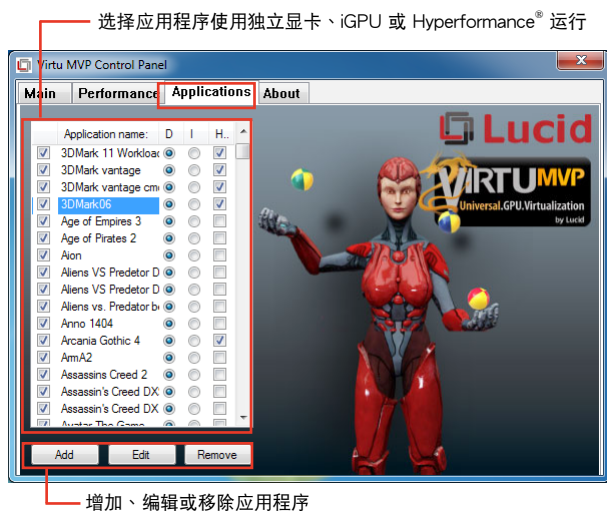 选择应用程序使用独立显卡、iGPU 或 Hyperformance® 运行
Virtu MVP Control Panel
Main Performance Applications About
Application name: D I H..
3DMark 11 Workloac
3DMark vantage
3DMark vantage cm
3DMark06
Age of Empires 3
Age of Pirates 2
Aion
Aliens VS Predetor D
Aliens VS Predetor D
Aliens vs. Predator b
Anno 1404
Arcania Gothic 4
ArmA2
Assassins Creed 2
Assassin's Creed DX
Assassin's Creed DX
Avatar The Game
Add Edit Remove
Lucid
VIRTU MVP
Universal.GPU.Virtualization
by Lucid
增加、编辑或移除应用程序